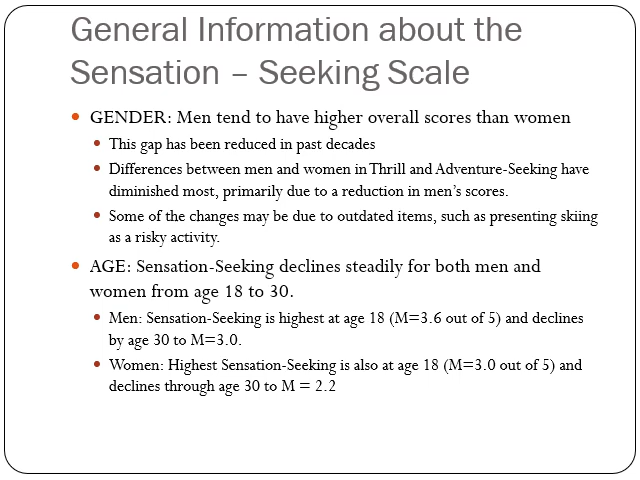 General Information about the
Sensation – Seeking Scale
GENDER: Men tend to have higher overall scores than women
This gap has been reduced in past decades
Differences between men and women in Thrill and Adventure-Seeking have
diminished most, primarily due to a reduction in men’s scores.
Some of the changes may be due to outdated items, such as presenting skiing
as a risky activity.
AGE: Sensation-Seeking declines steadily for both men and
women from age 18 to 30.
Men: Sensation-Seeking is highest at age 18 (M=3.6 out of 5) and declines
by age 30 to M=3.0.
Women: Highest Sensation-Seeking is also at age 18 (M=3.0 out of 5) and
declines through age 30 to M = 2.2